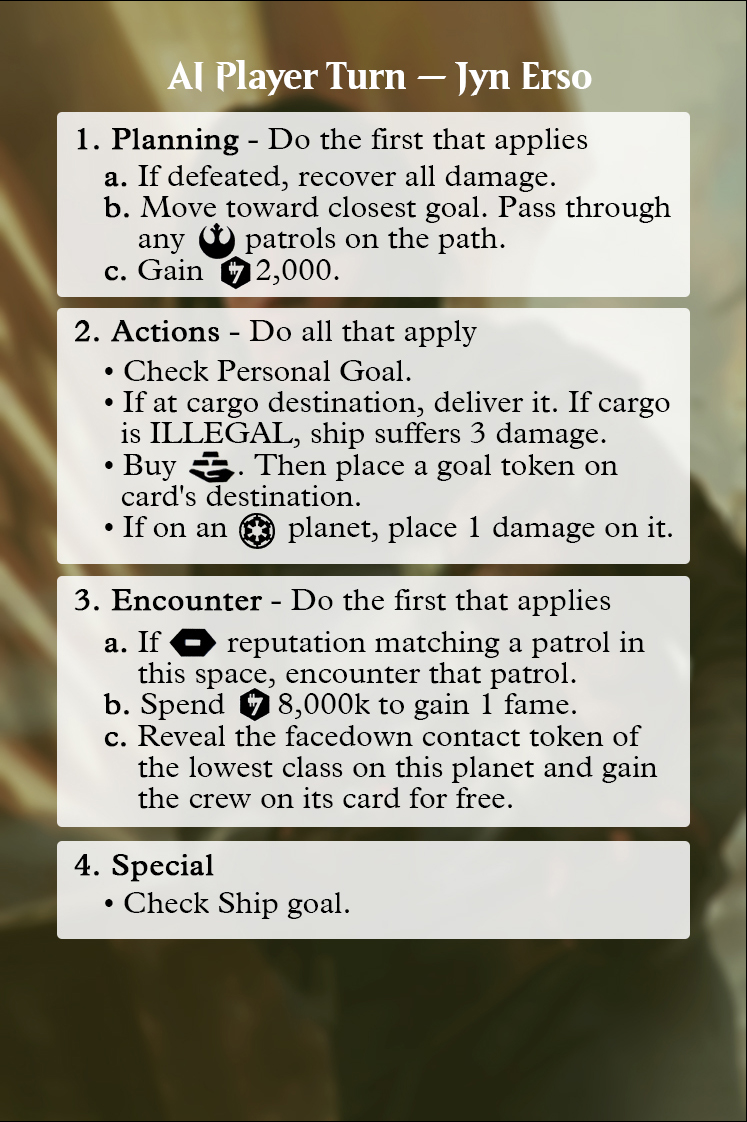 AI Player Turn — Jyn Erso
1. Planning - Do the first that applies
a. If defeated, recover all damage.
b. Move toward closest goal. Pass through
any patrols on the path.
c. Gain 2,000.
2. Actions - Do all that apply
• Check Personal Goal.
• If at cargo destination, deliver it. If cargo
is ILLEGAL, ship suffers 3 damage.
• Buy . Then place a goal token on
card's destination.
• If on an planet, place 1 damage on it.
3. Encounter - Do the first that applies
a. If reputation matching a patrol in
this space, encounter that patrol.
b. Spend 8,000k to gain 1 fame.
c. Reveal the facedown contact token of
the lowest class on this planet and gain
the crew on its card for free.
4. Special
• Check Ship goal.